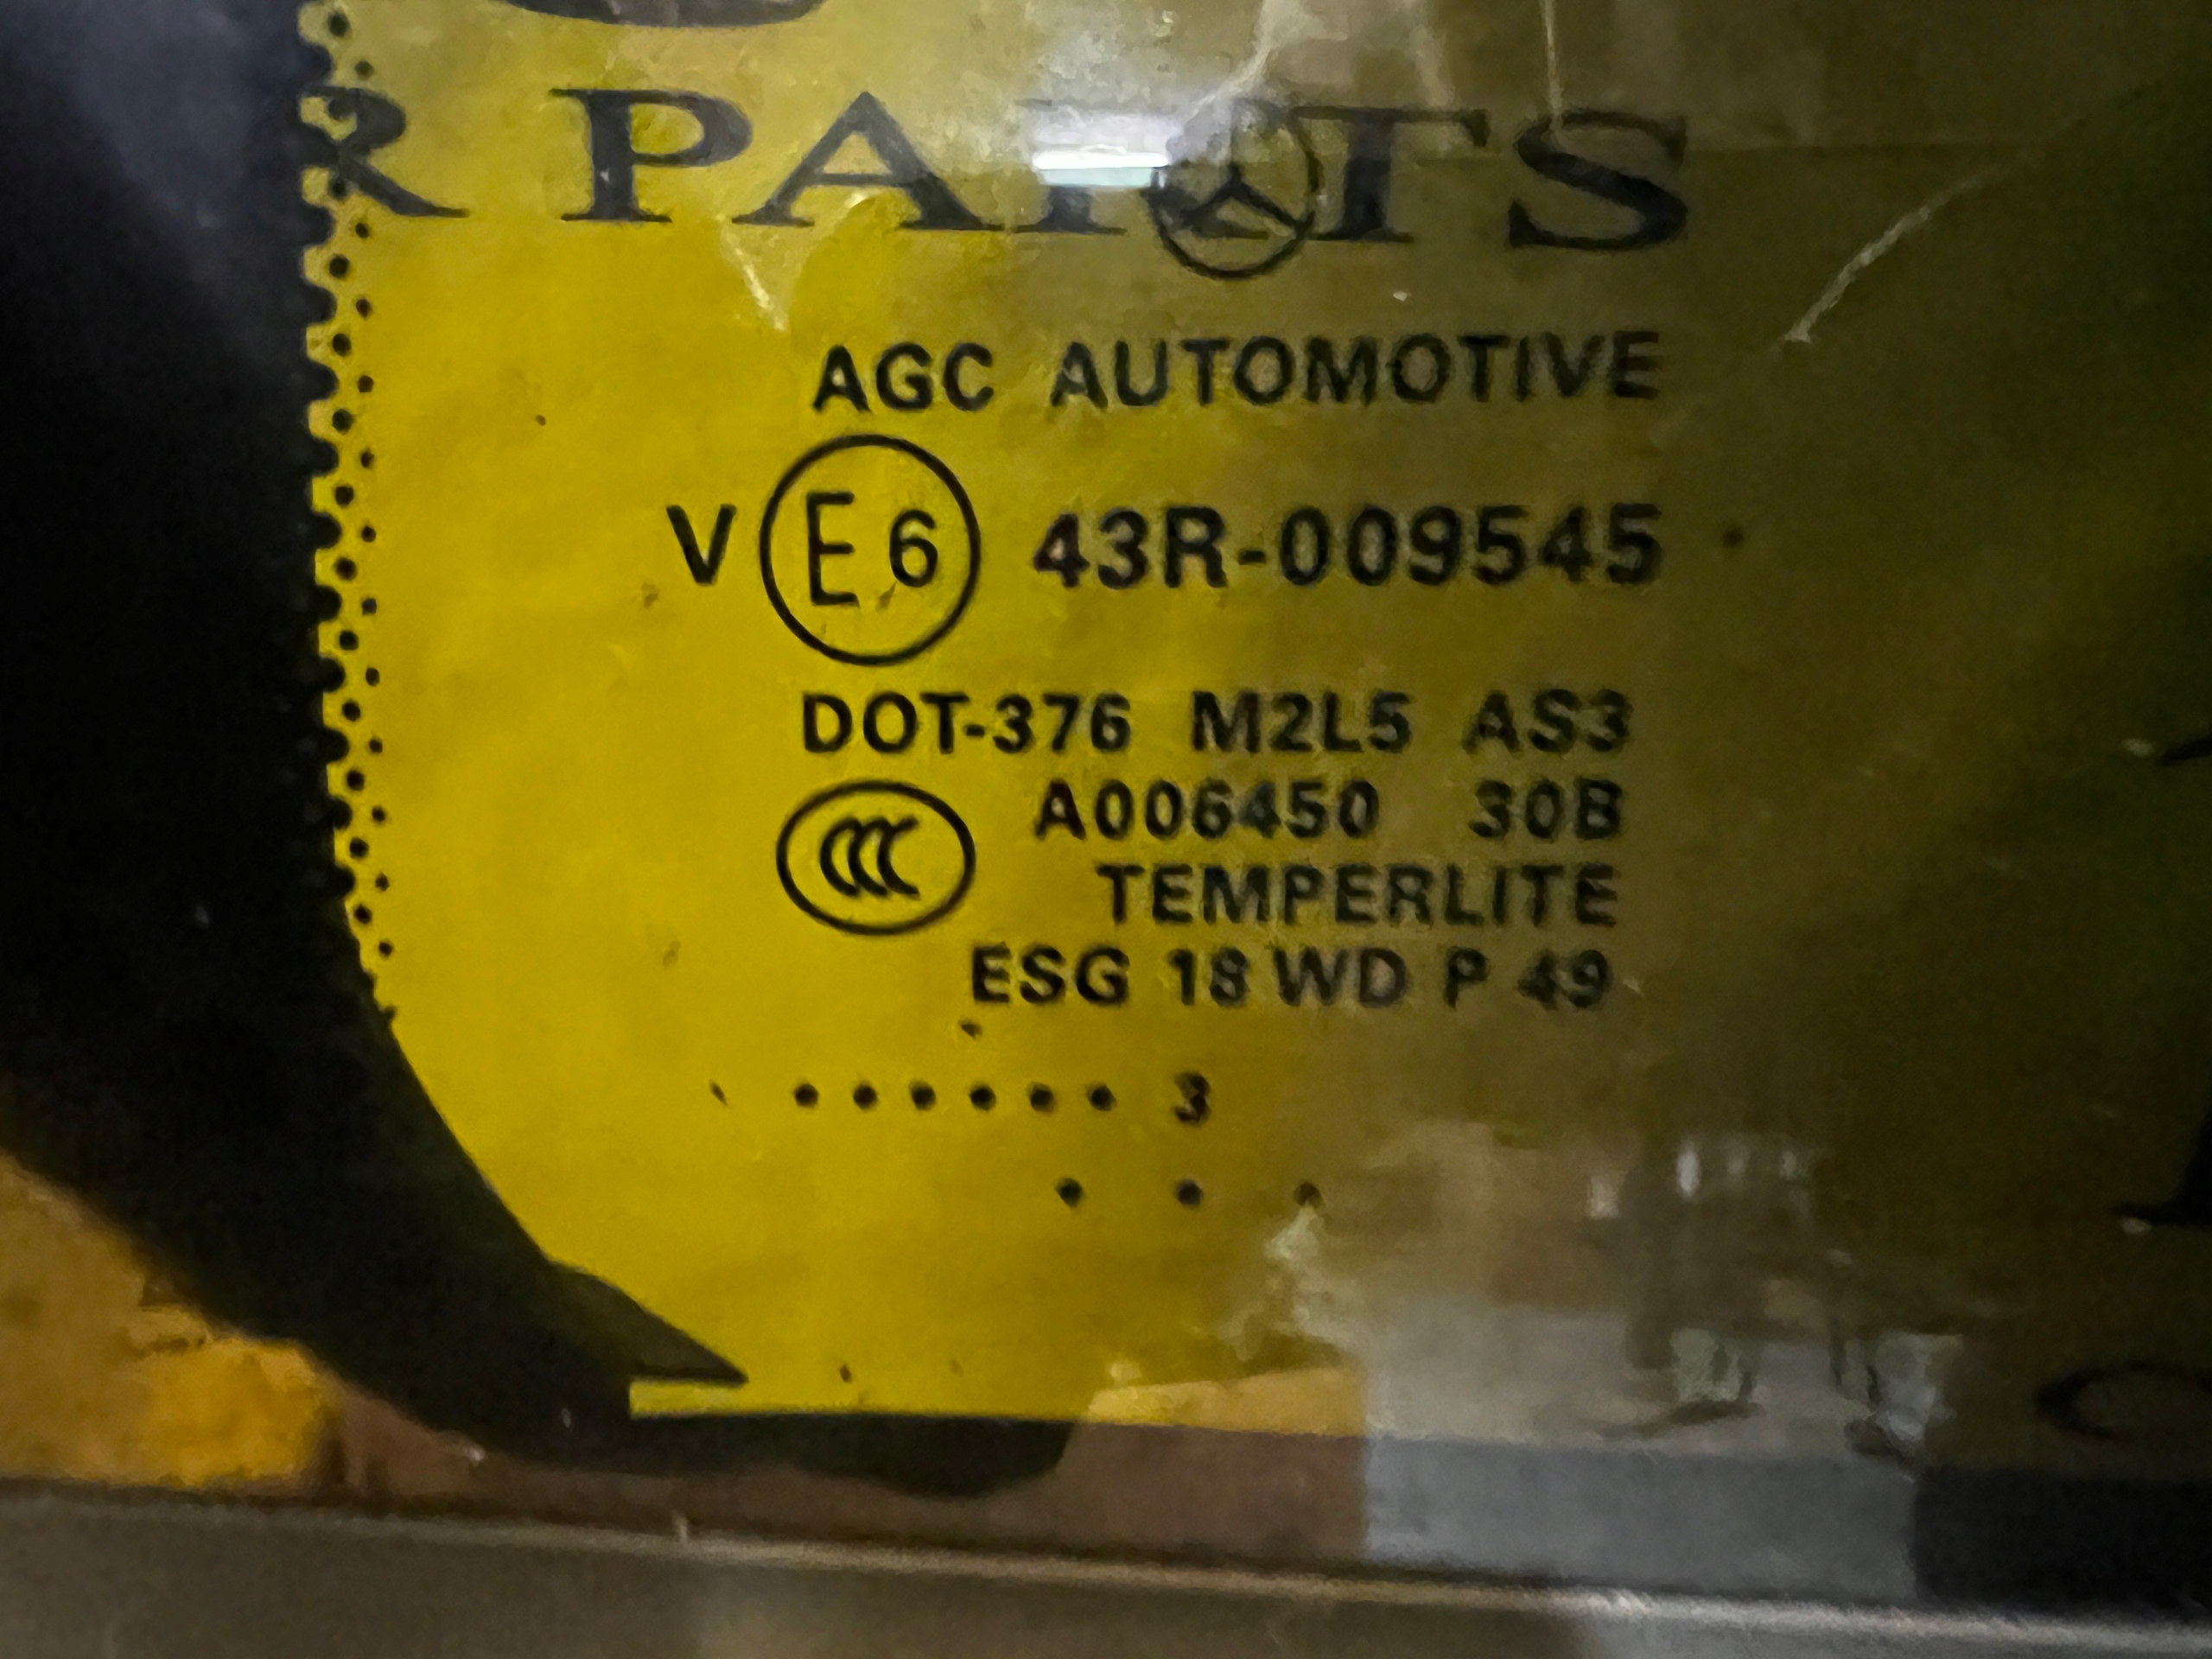 R PARTS
AGC AUTOMOTIVE
V E6 43R-009545
DOT-376 M2L5 AS3
A006450 30B
TEMPERLITE
ESG 18 WD P 49
. . . . . . 3
. . .